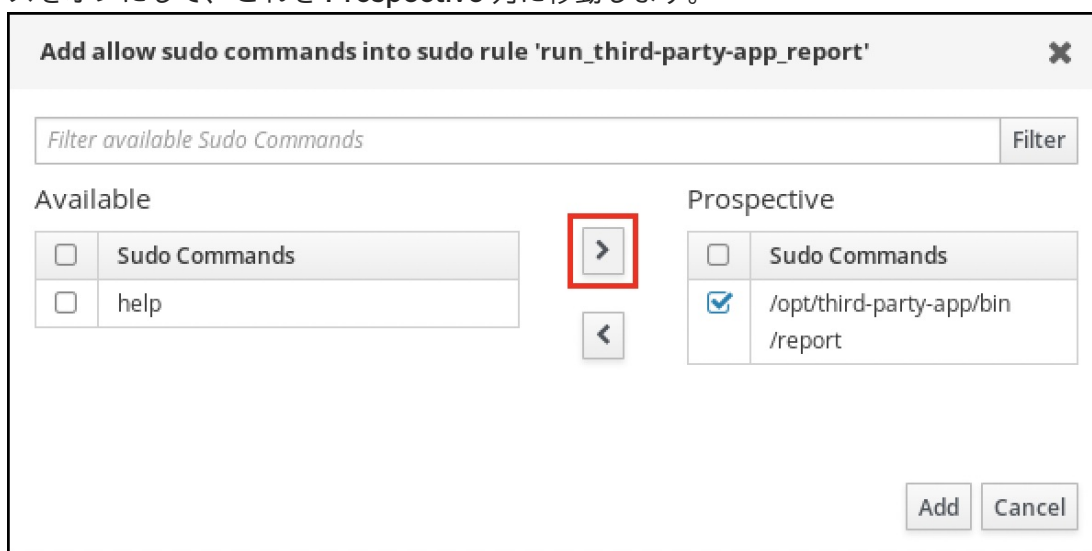 Add allow sudo commands into sudo rule 'run_third-party-app_report'
Filter available Sudo Commands
Filter
Available
Prospective
Sudo Commands
Sudo Commands
help
/opt/third-party-app/bin
/report
Add
Cancel